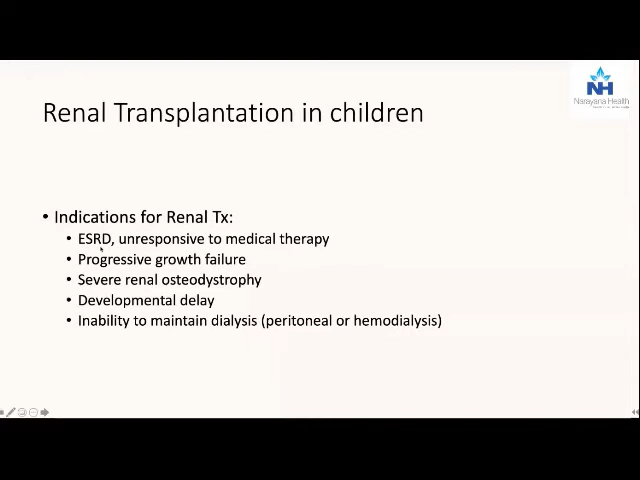 NH
Narayana Health
Renal Transplantation in children
• Indications for Renal Tx:
• ESRD, unresponsive to medical therapy
• Progressive growth failure
• Severe renal osteodystrophy
• Developmental delay
• Inability to maintain dialysis (peritoneal or hemodialysis)